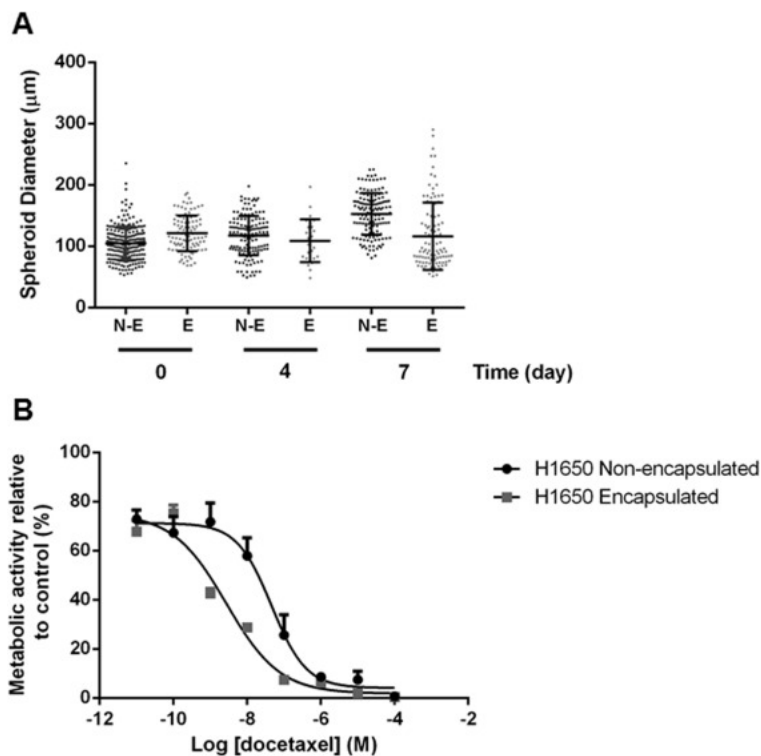 A
Spheroid Diameter (μm)
400
300
200
100
0
N-E E N-E E N-E E
0 4 7 Time (day)
B
Metabolic activity relative
to control (%)
100
80
60
40
20
0
-12 -10 -8 -6 -4 -2
Log [docetaxel] (M)
H1650 Non-encapsulated
H1650 Encapsulated